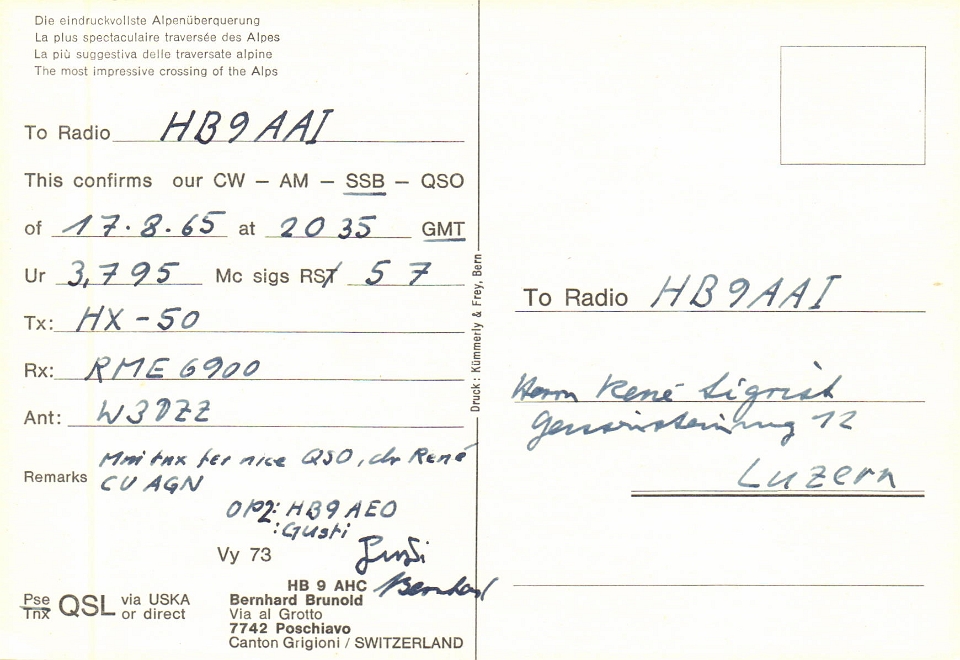 Die eindruckvollste Alpenüberquerung
La plus spectaculaire traversée des Alpes
La più suggestiva delle traversate alpine
The most impressive crossing of the Alps
To Radio HB9AAI
This confirms our CW – AM – SSB – QSO
of 17.8.65 at 2035 GMT
Ur 3,795 Mc sigs RST 57
Tx: HX-50
Rx: RME 6900
Ant: W3DZZ
Remarks Mni tnx fer nice QSO, dr René
CU AGN
OP2: HB9AEO
: Gusti
Vy 73 Gusti
Bernhard
Pse
Tnx QSL via USKA
or direct
HB 9 AHC
Bernhard Brunold
Via al Grotto
7742 Poschiavo
Canton Grigioni / SWITZERLAND
Druck: Kümmerly & Frey, Bern
To Radio HB9AAI
Herrn René Sigrist
12
Luzern